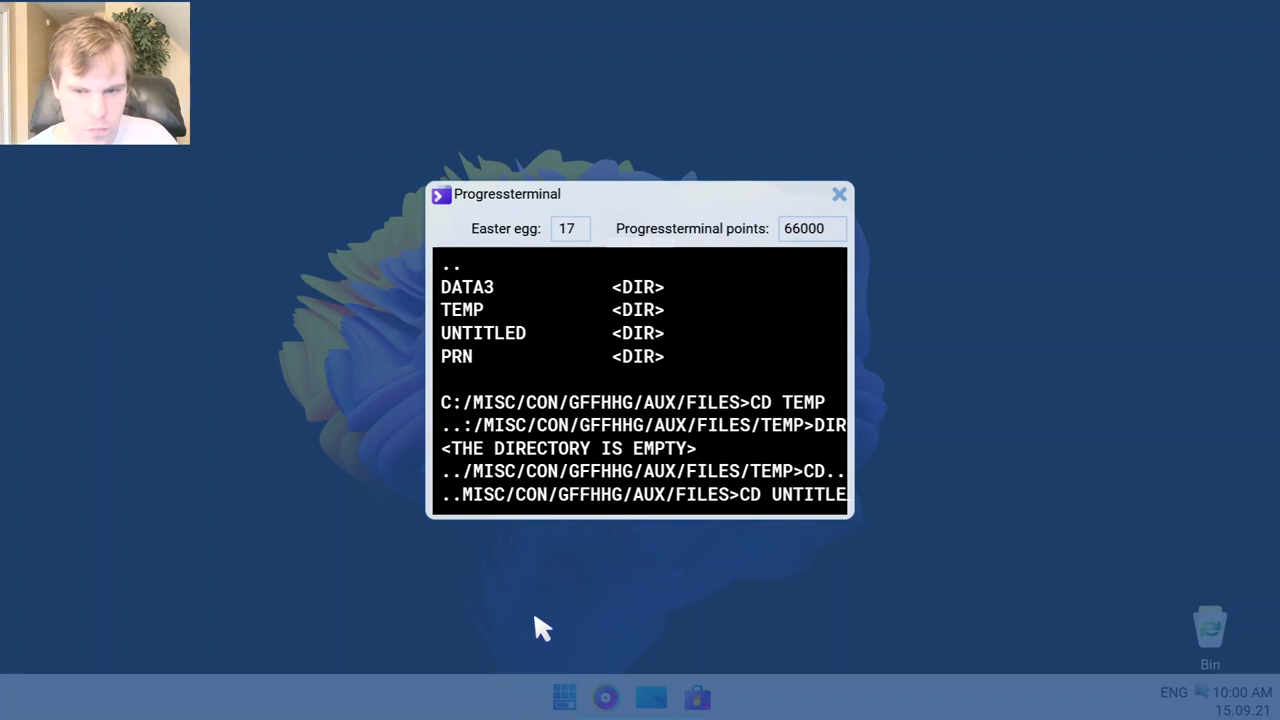 Progressterminal
Easter egg: 17 Progressterminal points: 66000
..
DATA3 <DIR>
TEMP <DIR>
UNTITLED <DIR>
PRN <DIR>
C:/MISC/CON/GFFHHG/AUX/FILES>CD TEMP
..:/MISC/CON/GFFHHG/AUX/FILES/TEMP>DIR
<THE DIRECTORY IS EMPTY>
../MISC/CON/GFFHHG/AUX/FILES/TEMP>CD..
..MISC/CON/GFFHHG/AUX/FILES>CD UNTITLE
Bin
ENG 10:00 AM
15.09.21